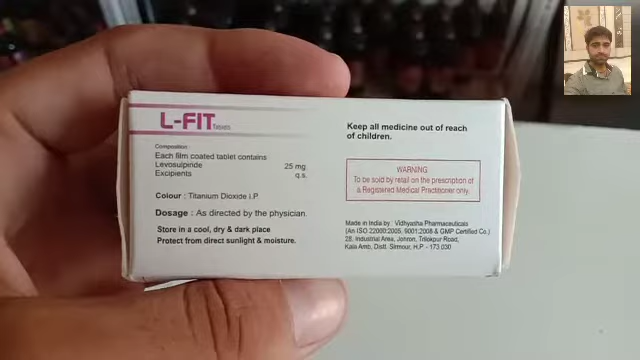 L-FIT Tablets
Composition :
Each film coated tablet contains
Levosulpiride 25 mg
Excipients q.s.
Colour : Titanium Dioxide I.P.
Dosage : As directed by the physician.
Store in a cool, dry & dark place
Protect from direct sunlight & moisture.
Keep all medicine out of reach
of children.
WARNING
To be sold by retail on the prescription of
a Registered Medical Practitioner only.
Made in India by : Vidhyasha Pharmaceuticals
(An ISO 22000:2005, 9001:2008 & GMP Certified Co.)
28, Industrial Area, Johron, Trilokpur Road,
Kala Amb, Distt. Sirmour, H.P - 173 030